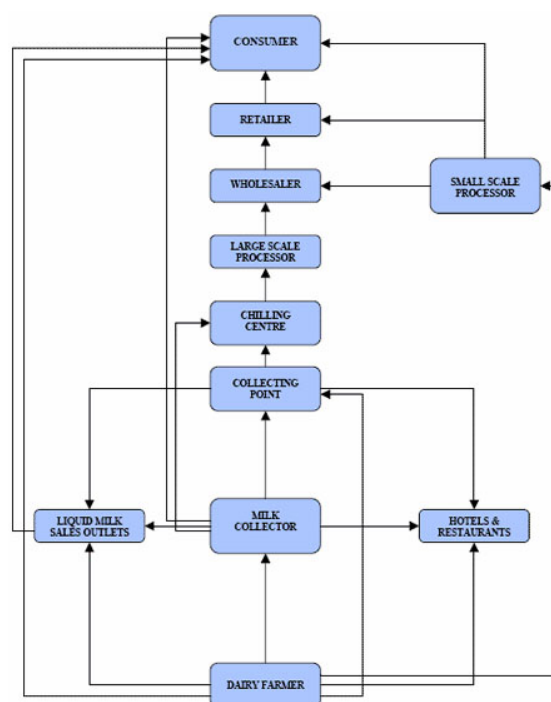 CONSUMER
RETAILER
WHOLESALER
SMALL SCALE
PROCESSOR
LARGE SCALE
PROCESSOR
CHILLING
CENTRE
COLLECTING
POINT
LIQUID MILK
SALES OUTLETS
MILK
COLLECTOR
HOTELS &
RESTAURANTS
DAIRY FARMER